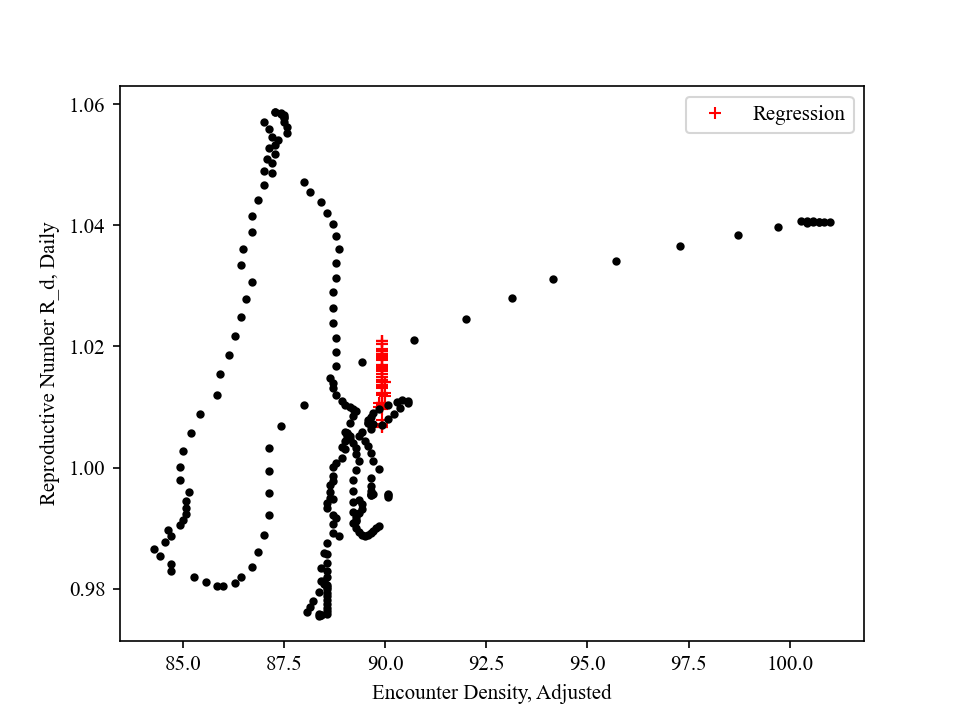 Regression
1.06
1.04
1.02
1.00
0.98
Reproductive Number R_d, Daily
85.0 87.5 90.0 92.5 95.0 97.5 100.0
Encounter Density, Adjusted